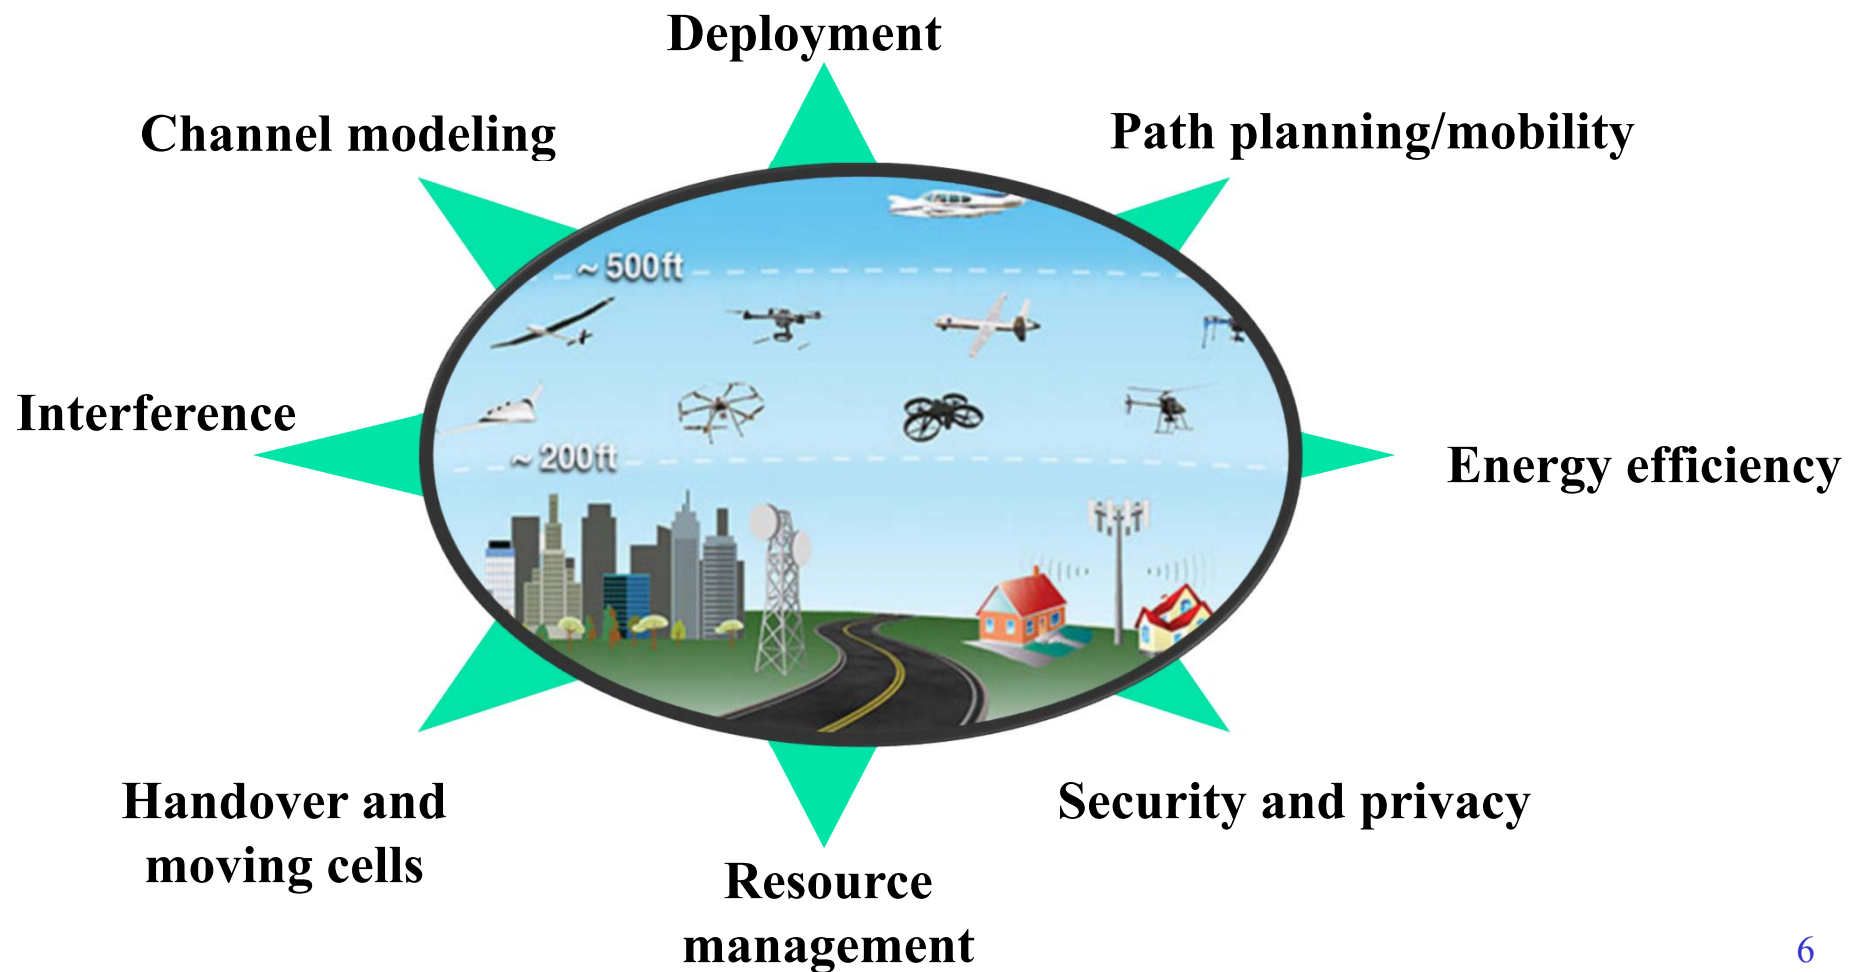 Deployment
Channel modeling
Path planning/mobility
~ 500ft
Interference
~ 200ft
Energy efficiency
Handover and
moving cells
Security and privacy
Resource
management
6